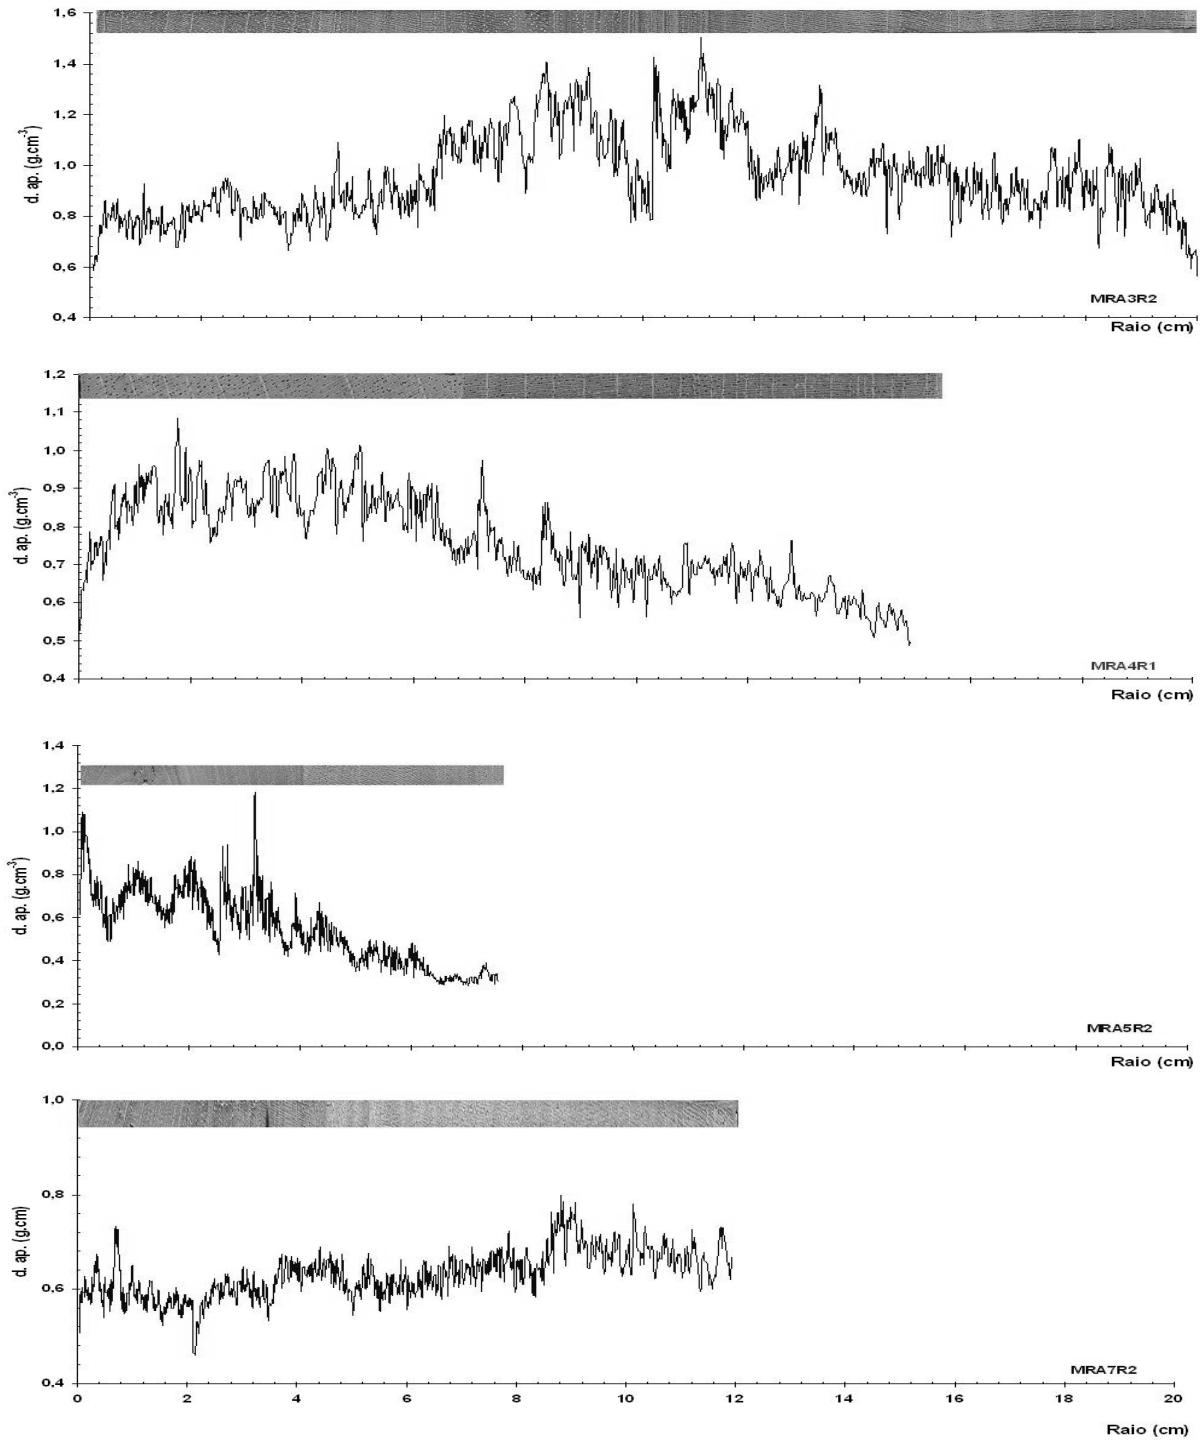 1,6
1,4
1,2
1,0
0,8
0,6
0,4
d. ap. (g.cm-3)
MRA3R2
Raio (cm)
1,2
1,1
1,0
0,9
0,8
0,7
0,6
0,5
0,4
d. ap. (g.cm-3)
MRA4R1
Raio (cm)
1,4
1,2
1,0
0,8
0,6
0,4
0,2
0,0
d. ap. (g.cm-3)
MRA5R2
Raio (cm)
1,0
0,8
0,6
0,4
d. ap. (g.cm)
MRA7R2
0 2 4 6 8 10 12 14 16 18 20
Raio (cm)